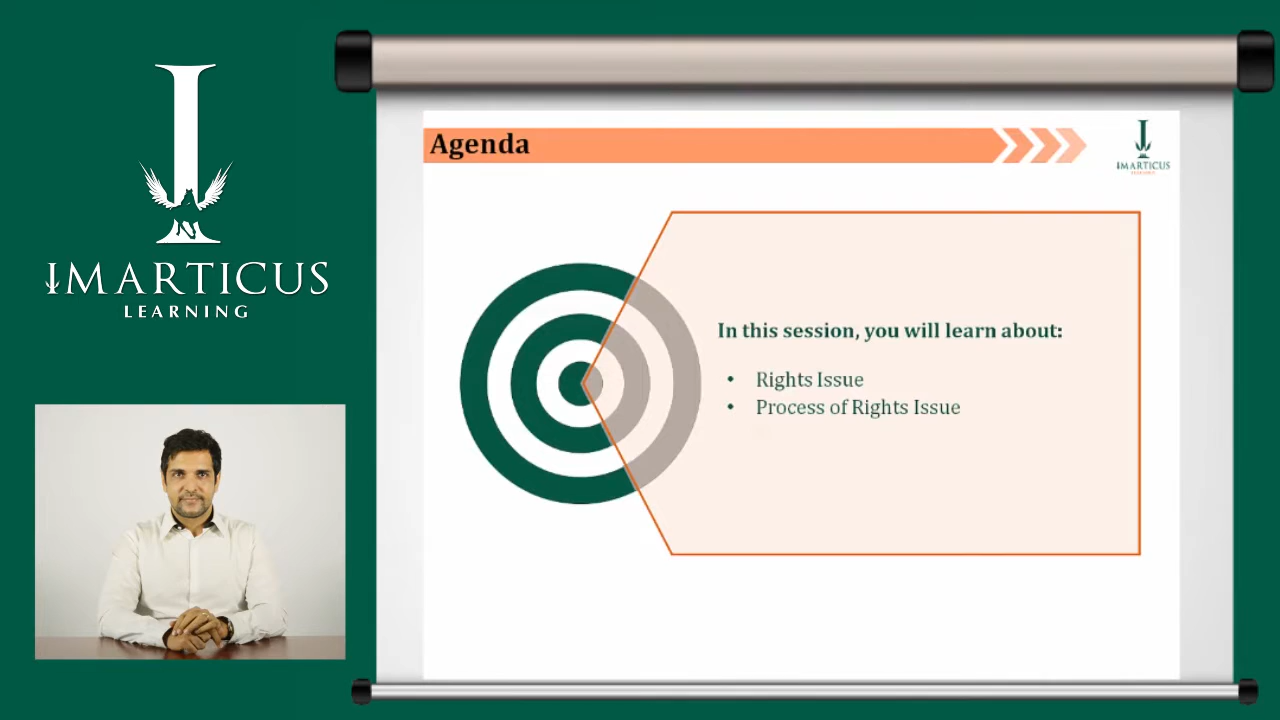 IMARTICUS
LEARNING
Agenda
IMARTICUS
In this session, you will learn about:
• Rights Issue
• Process of Rights Issue